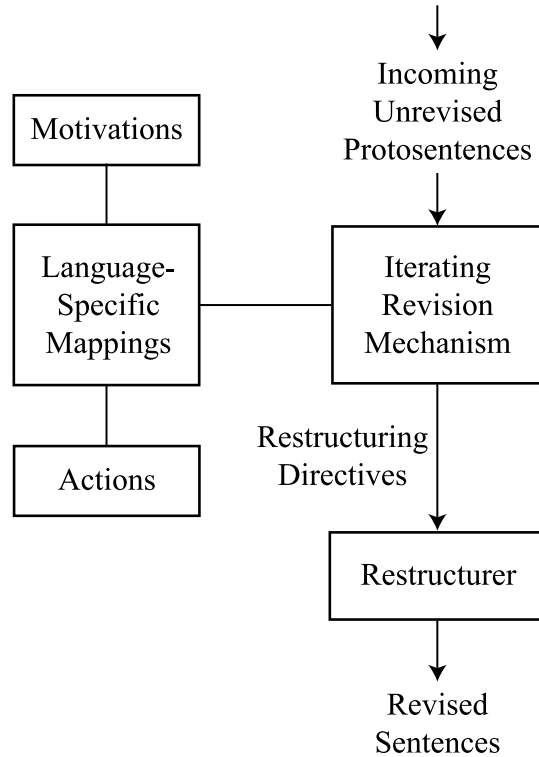 Incoming
Unrevised
Protosentences
Motivations
Language-
Specific
Mappings
Iterating
Revision
Mechanism
Restructuring
Directives
Actions
Restructurer
Revised
Sentences